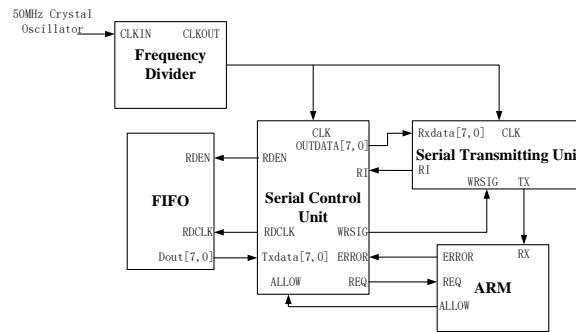 50MHz Crystal
Oscillator
CLKIN CLKOUT
Frequency
Divider
CLK
OUTDATA[7,0]
Rxdata[7,0] CLK
Serial Transmitting Uni
RDEN
RDEN
RI
RI
WRSIG TX
FIFO
Serial Control
Unit
RDCLK
RDCLK
WRSIG
Dout[7,0]
Txdata[7,0]
ERROR
ERROR
RX
ALLOW
REQ
REQ
ARM
ALLOW